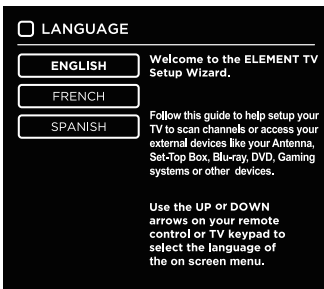 LANGUAGE
ENGLISH
FRENCH
SPANISH
Welcome to the ELEMENT TV
Setup Wizard.
Follow this guide to help setup your
TV to scan channels or access your
external devices like your Antenna,
Set-Top Box, Blu-ray, DVD, Gaming
systems or other devices.
Use the UP or DOWN
arrows on your remote
control or TV keypad to
select the language of
the on screen menu.